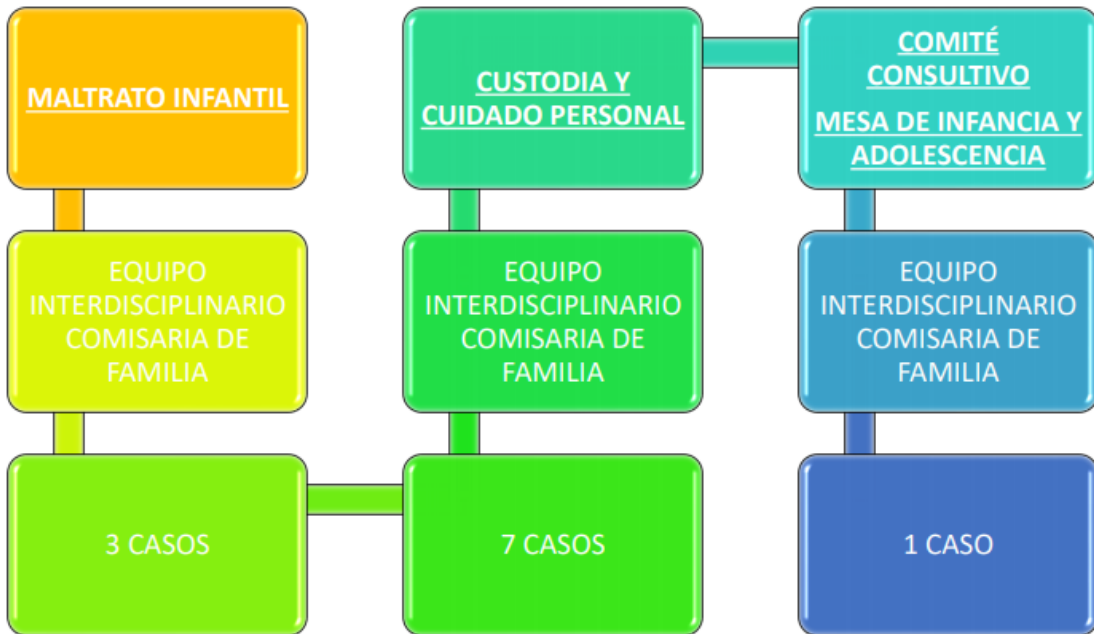 MALTRATO INFANTIL
EQUIPO
INTERDISCIPLINARIO
COMISARIA DE
FAMILIA
3 CASOS
CUSTODIA Y
CUIDADO PERSONAL
EQUIPO
INTERDISCIPLINARIO
COMISARIA DE
FAMILIA
7 CASOS
COMITÉ
CONSULTIVO
MESA DE INFANCIA Y
ADOLESCENCIA
EQUIPO
INTERDISCIPLINARIO
COMISARIA DE
FAMILIA
1 CASO